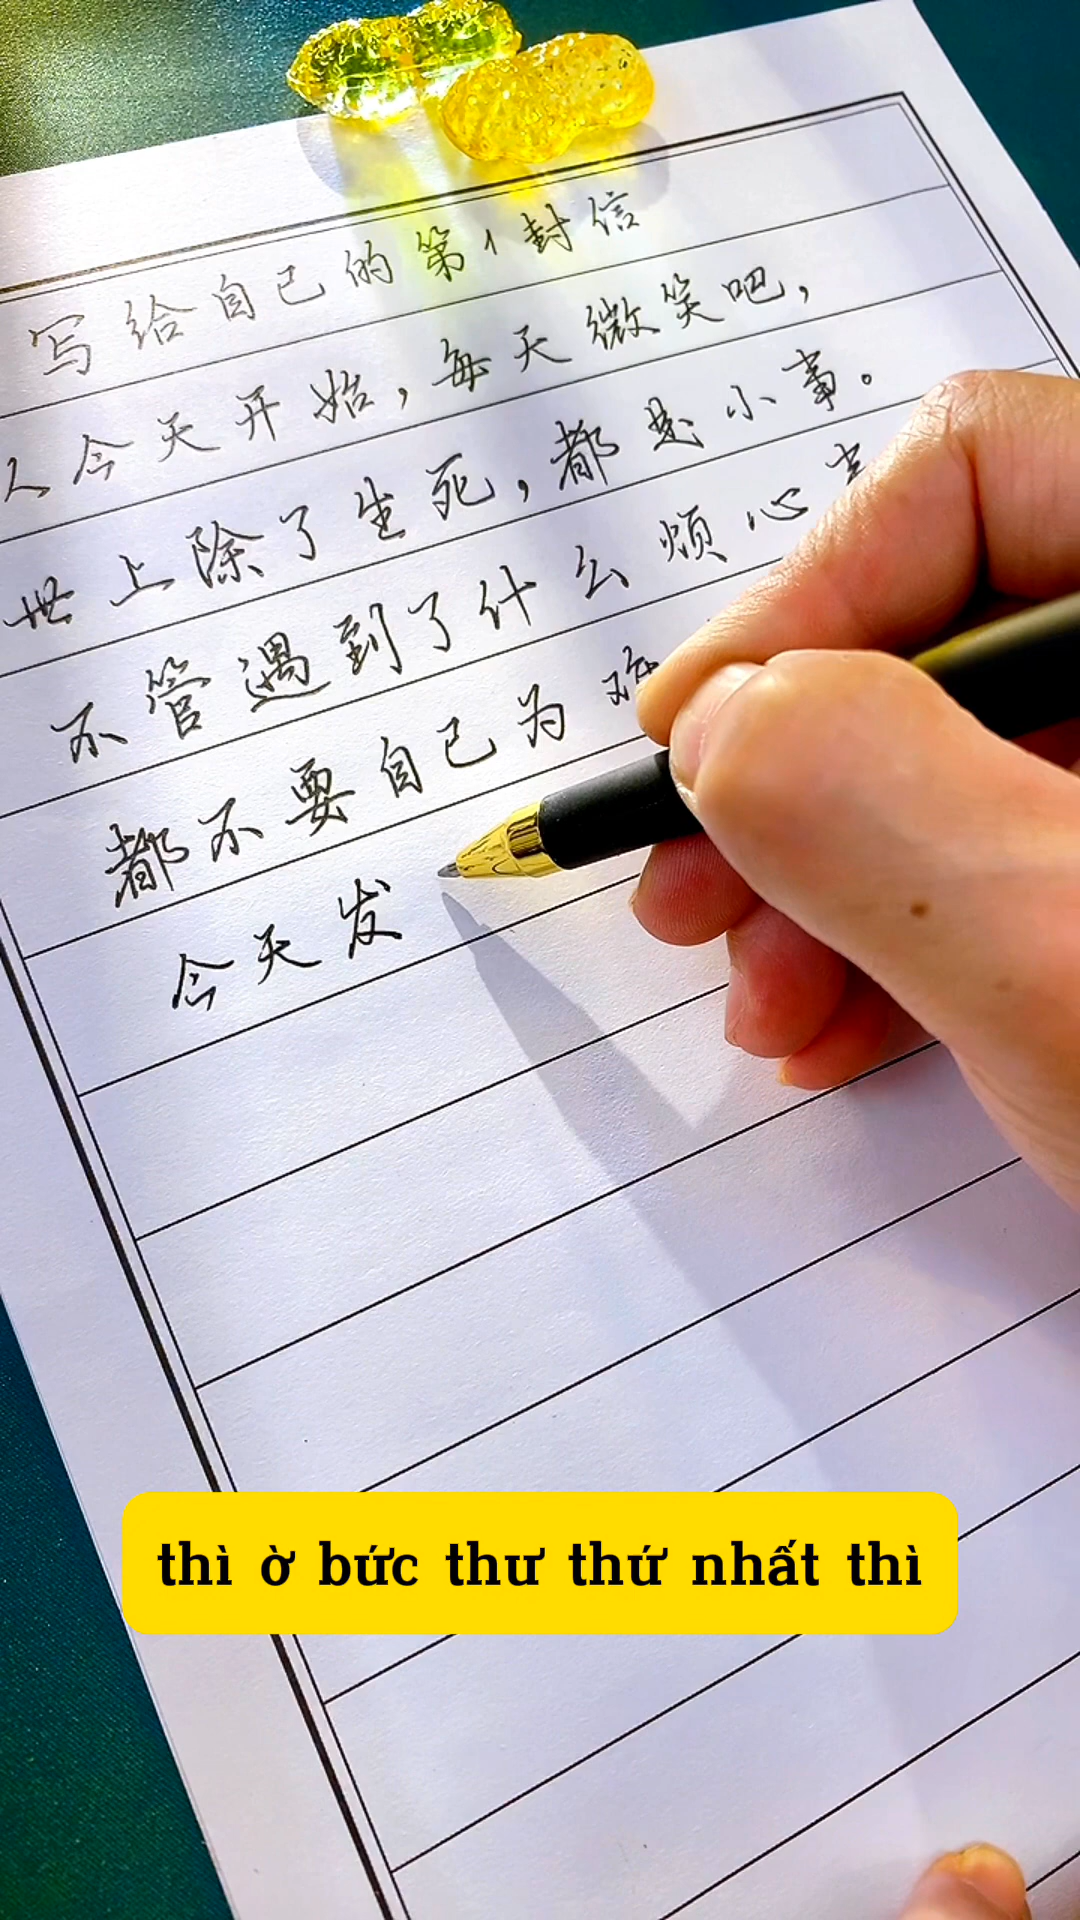 写给自己的第1封信
从今天开始，每天微笑吧，
世上除了生死，都是小事。
不管遇到了什么烦心
都不要自己为
今天发
thì ờ bức thư thứ nhất thì